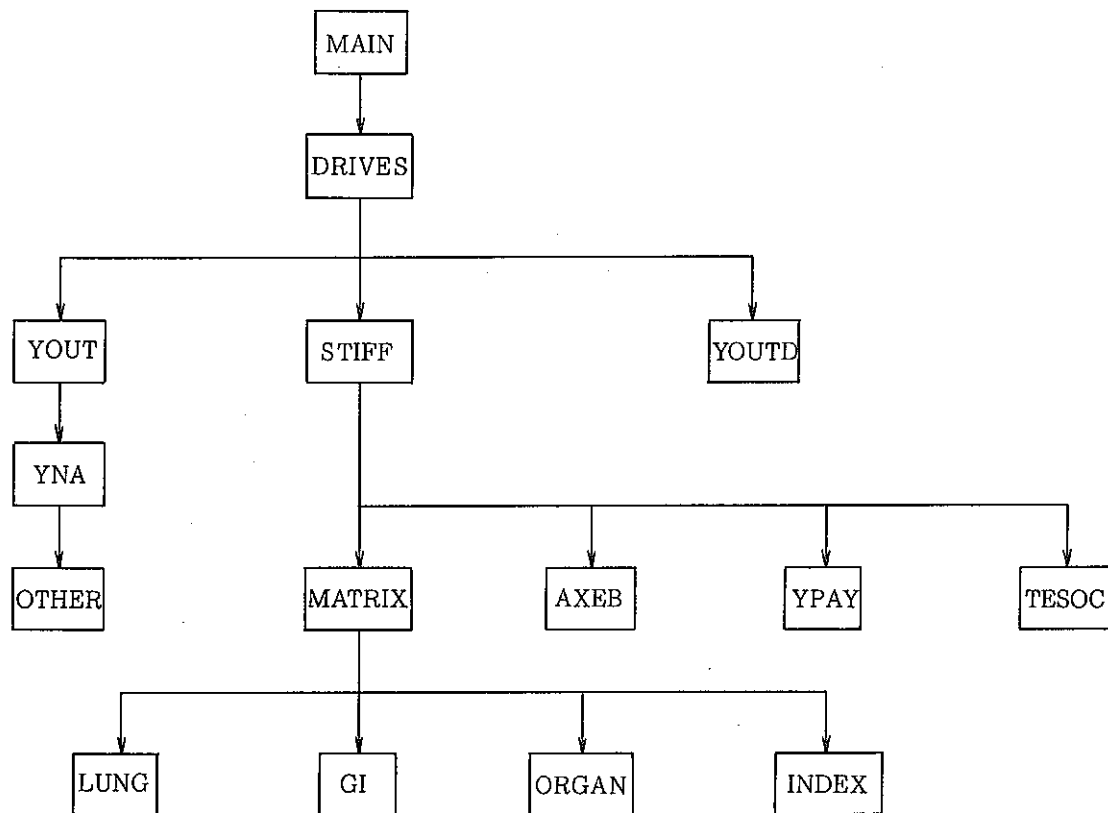 MAIN
DRIVES
YOUT
STIFF
YOUTD
YNA
OTHER
MATRIX
AXEB
YPAY
TESOC
LUNG
GI
ORGAN
INDEX